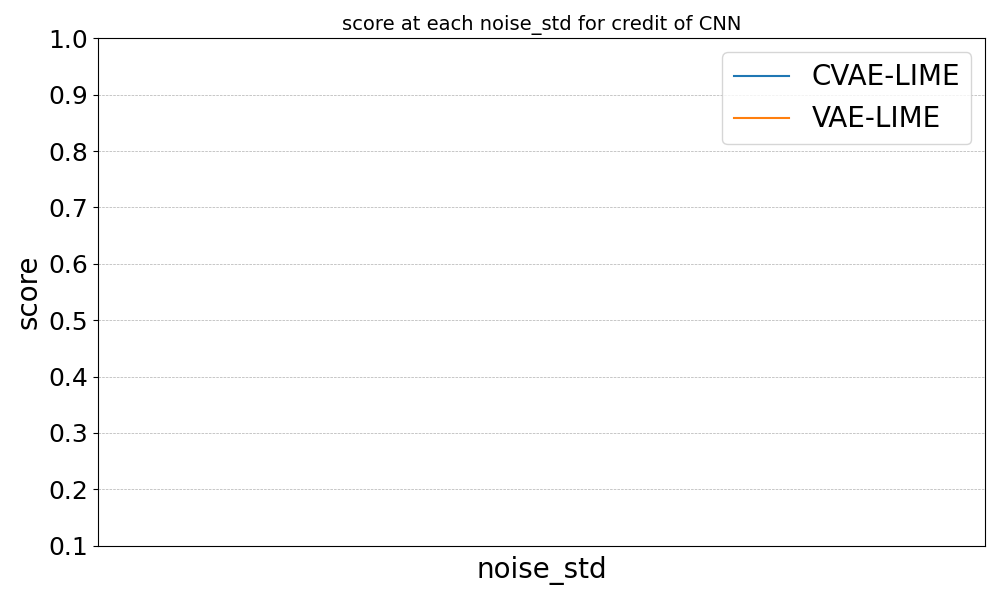 score at each noise_std for credit of CNN
1.0
0.9
0.8
0.7
0.6
0.5
0.4
0.3
0.2
0.1
score
CVAE-LIME
VAE-LIME
noise_std